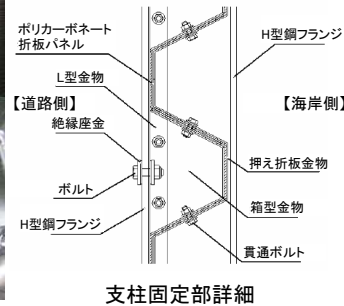 ポリカーボネート
折板パネル
H型鋼フランジ
L型金物
【道路側】
【海岸側】
絶縁座金
押え折板金物
ボルト
箱型金物
H型鋼フランジ
貫通ボルト
支柱固定部詳細